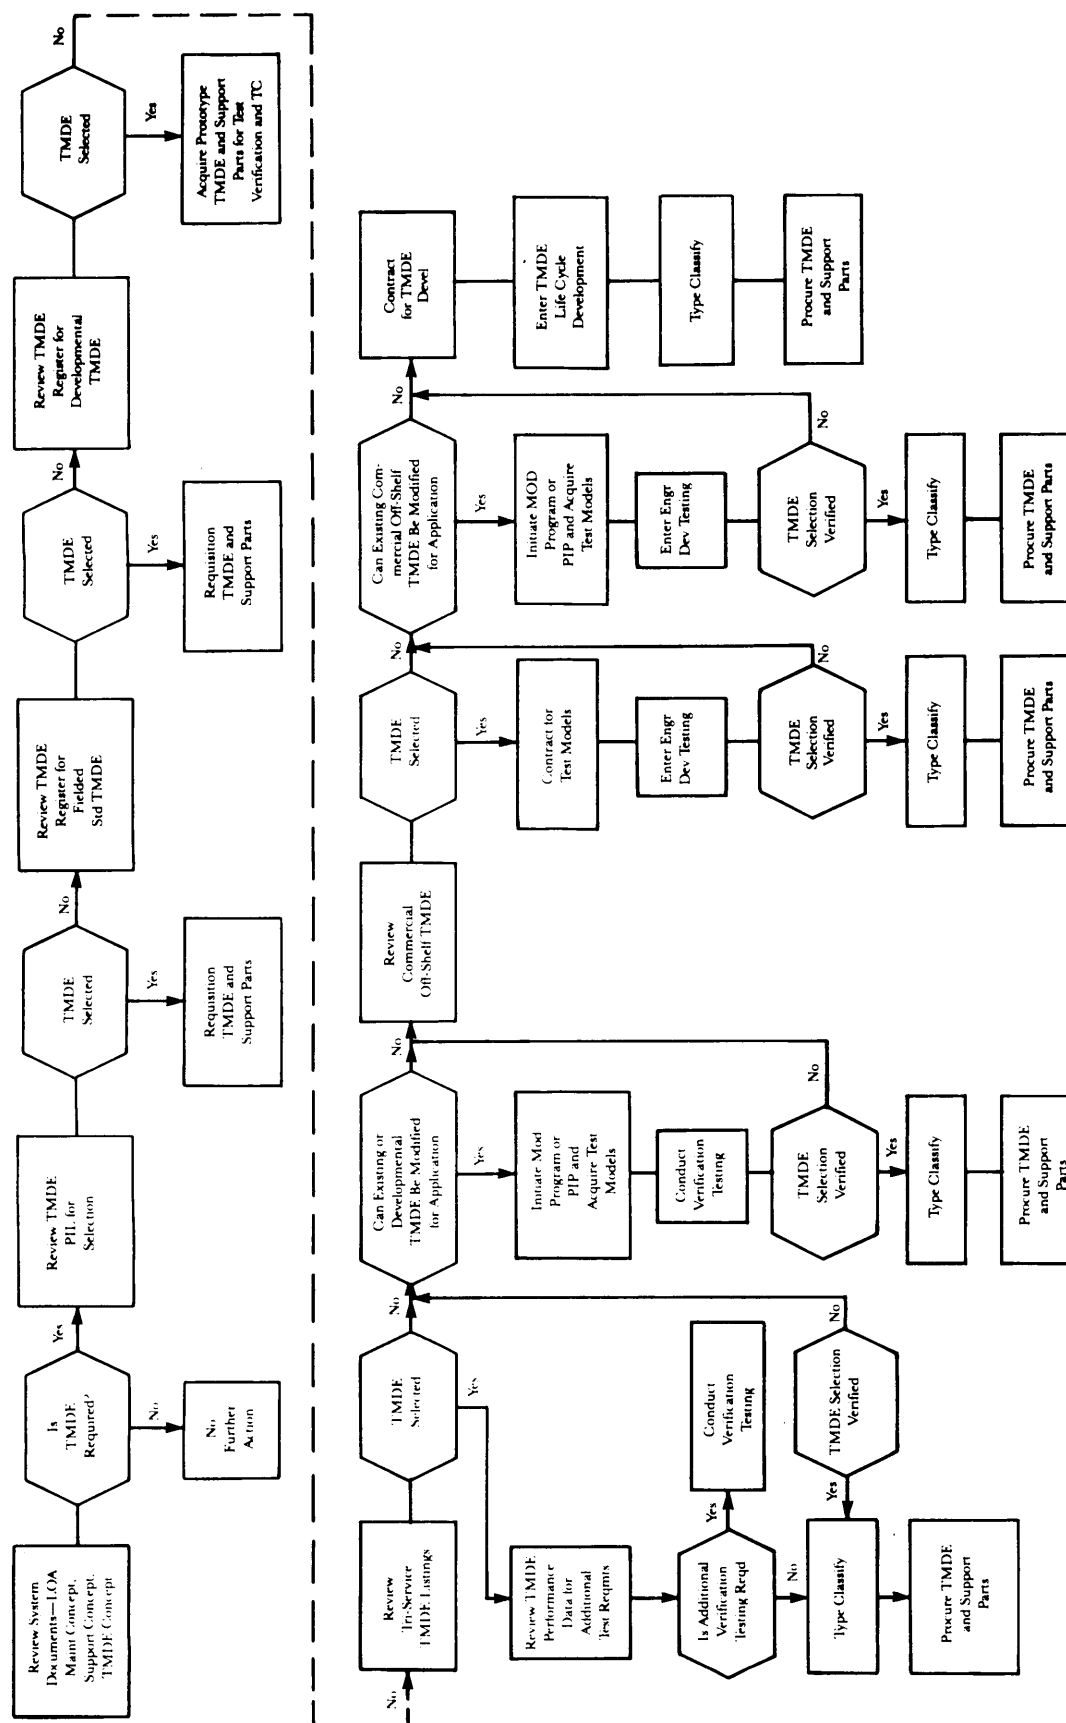 Review System
Documents—LOA
Maint Concept,
Support Concept,
TMDE Concept
Is
TMDE
Required?
Yes
No
No
Further
Action
Review TMDE
PIL for
Selection
TMDE
Selected
No
Yes
Requisition
TMDE and
Support Parts
Review TMDE
Register for
Fielded
Std TMDE
TMDE
Selected
No
Yes
Requisition
TMDE and
Support Parts
Review TMDE
Register for
Developmental
TMDE
TMDE
Selected
No
Yes
Acquire Prototype
TMDE and Support
Parts for Test
Verification and TC
No
Review
Tri-Service
TMDE Listings
TMDE
Selected
No
Yes
Review TMDE
Performance
Data for
Additional
Test Reqmts
Is Additional
Verification
Testing Reqd
Yes
No
Conduct
Verification
Testing
TMDE Selection
Verified
No
Yes
Type Classify
Procure TMDE
and Support
Parts
Can Existing or
Developmental
TMDE Be Modified
for Application
No
Yes
Initiate Mod
Program or
PIP and
Acquire Test
Models
Conduct
Verification
Testing
TMDE
Selection
Verified
No
Yes
Type Classify
Procure TMDE
and Support
Parts
Review
Commercial
Off-Shelf TMDE
TMDE
Selected
No
Yes
Contract for
Test Models
Enter Engr
Dev Testing
TMDE
Selection
Verified
No
Yes
Type Classify
Procure TMDE
and Support Parts
Can Existing Com-
mercial Off-Shelf
TMDE Be Modified
for Application
No
Yes
Initiate MOD
Program or
PIP and Acquire
Test Models
Enter Engr
Dev Testing
TMDE
Selection
Verified
No
Yes
Type Classify
Procure TMDE
and Support Parts
Contract
for TMDE
Devel
Enter TMDE
Life Cycle
Development
Type Classify
Procure TMDE
and Support
Parts